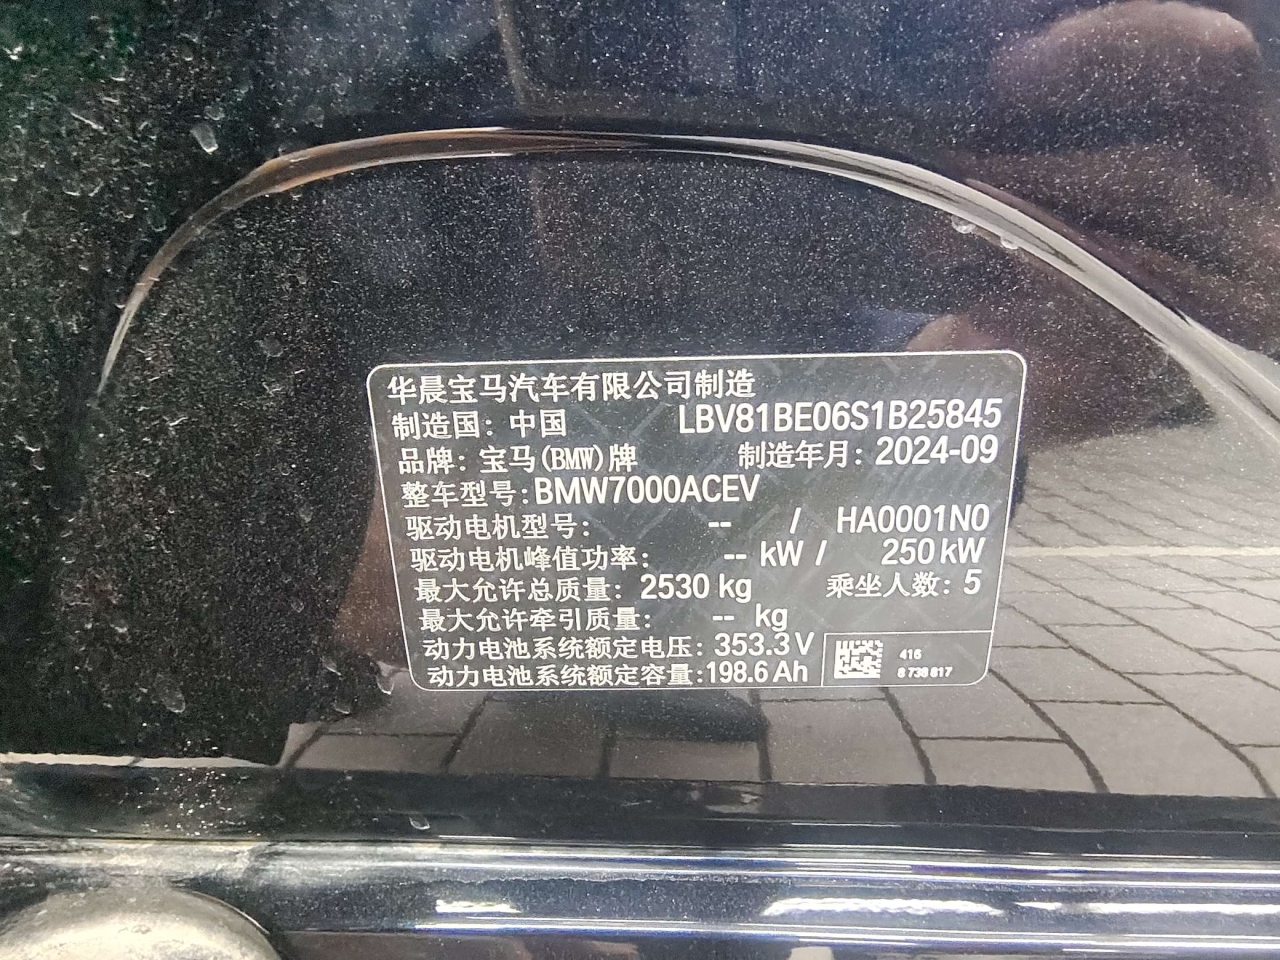 华晨宝马汽车有限公司制造
制造国：中国 LBV81BE06S1B25845
品牌：宝马(BMW)牌 制造年月：2024-09
整车型号:BMW7000ACEV
驱动电机型号： -- / HA0001N0
驱动电机峰值功率： -- kW / 250 kW
最大允许总质量：2530 kg 乘坐人数：5
最大允许牵引质量： -- kg
动力电池系统额定电压：353.3 V
动力电池系统额定容量:198.6 Ah
416
8 738 817